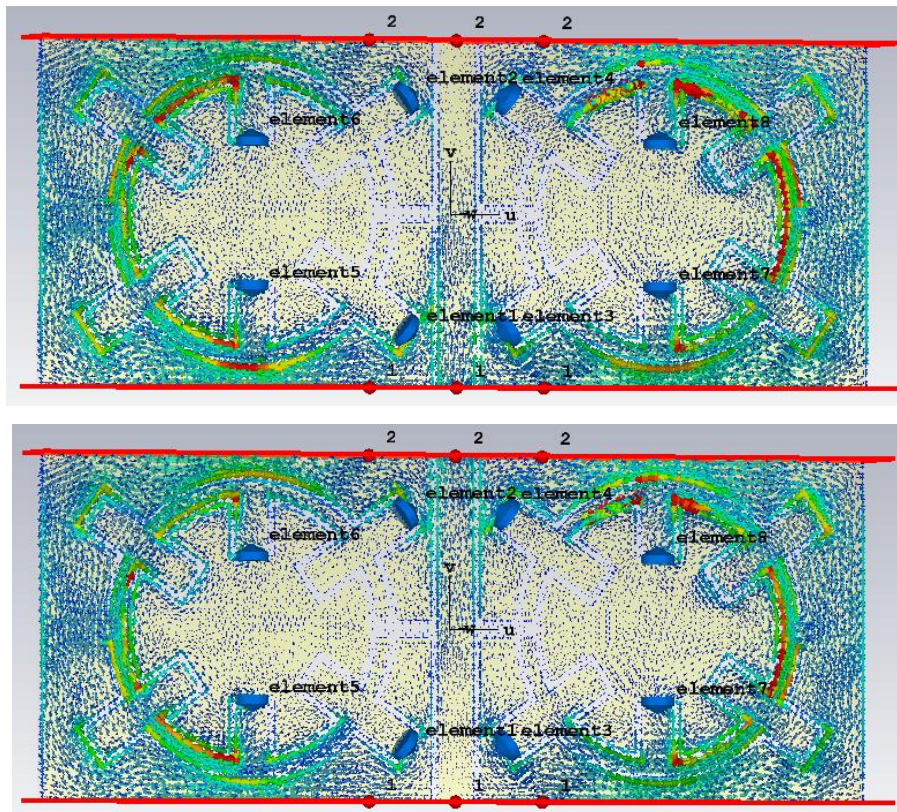 2 2 2
element2 element4
element6 element8
v
w u
element5 element7
element1 element3
1 1 1
2 2 2
element2 element4
element6 element8
v
w u
element5 element7
element1 element3
1 1 1